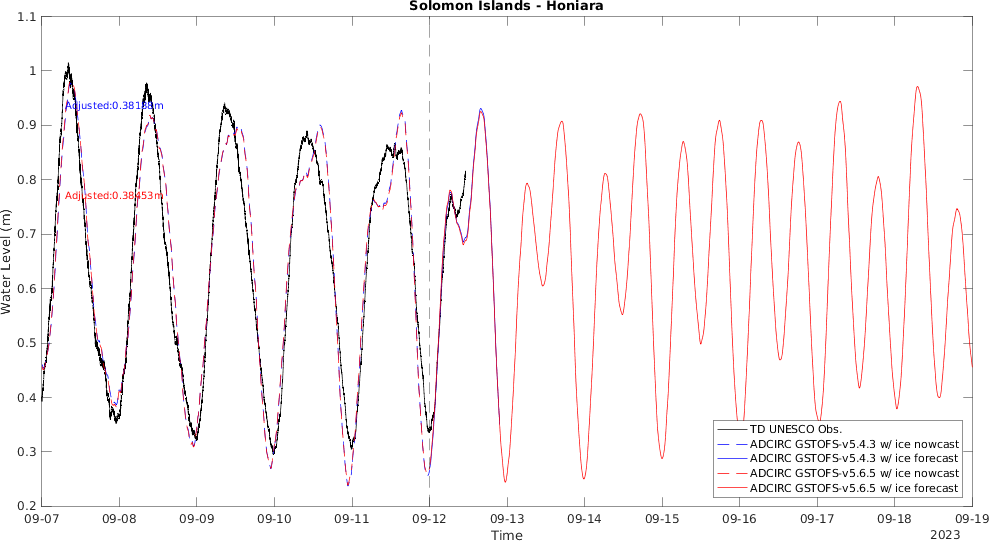 Solomon Islands - Honiara
1.1
1
0.9
0.8
0.7
0.6
0.5
0.4
0.3
0.2
Water Level (m)
Adjusted:0.38138m
Adjusted:0.38453m
TD UNESCO Obs.
ADCIRC GSTOFS-v5.4.3 w/ ice nowcast
ADCIRC GSTOFS-v5.4.3 w/ ice forecast
ADCIRC GSTOFS-v5.6.5 w/ ice nowcast
ADCIRC GSTOFS-v5.6.5 w/ ice forecast
09-07 09-08 09-09 09-10 09-11 09-12 09-13 09-14 09-15 09-16 09-17 09-18 09-19
Time
2023